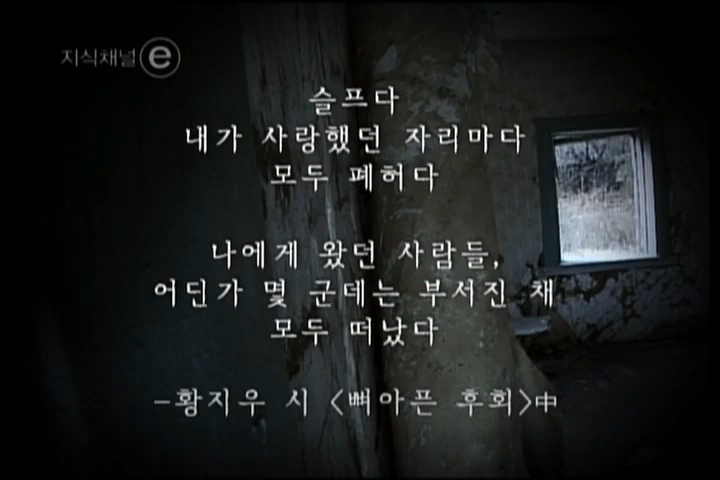 지식채널 e
슬프다
내가 사랑했던 자리마다
모두 폐허다
나에게 왔던 사람들,
어딘가 몇 군데는 부서진 채
모두 떠났다
-황지우 시 <뼈아픈 후회>中